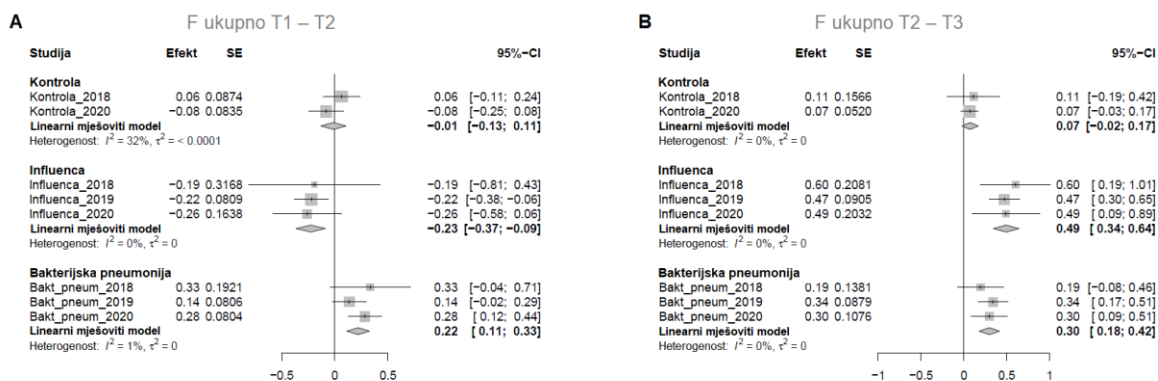 A F ukupno T1 – T2
Studija Efekt SE 95%−CI
Kontrola
Kontrola_2018 0.06 0.0874 0.06 [−0.11; 0.24]
Kontrola_2020 −0.08 0.0835 −0.08 [−0.25; 0.08]
Linearni mješoviti model −0.01 [−0.13; 0.11]
Heterogenost: I² = 32%, τ² = < 0.0001
Influenca
Influenca_2018 −0.19 0.3168 −0.19 [−0.81; 0.43]
Influenca_2019 −0.22 0.0809 −0.22 [−0.38; −0.06]
Influenca_2020 −0.26 0.1638 −0.26 [−0.58; 0.06]
Linearni mješoviti model −0.23 [−0.37; −0.09]
Heterogenost: I² = 0%, τ² = 0
Bakterijska pneumonija
Bakt_pneum_2018 0.33 0.1921 0.33 [−0.04; 0.71]
Bakt_pneum_2019 0.14 0.0806 0.14 [−0.02; 0.29]
Bakt_pneum_2020 0.28 0.0804 0.28 [ 0.12; 0.44]
Linearni mješoviti model 0.22 [ 0.11; 0.33]
Heterogenost: I² = 1%, τ² = 0
−0.5 0 0.5
B F ukupno T2 – T3
Studija Efekt SE 95%−CI
Kontrola
Kontrola_2018 0.11 0.1566 0.11 [−0.19; 0.42]
Kontrola_2020 0.07 0.0520 0.07 [−0.03; 0.17]
Linearni mješoviti model 0.07 [−0.02; 0.17]
Heterogenost: I² = 0%, τ² = 0
Influenca
Influenca_2018 0.60 0.2081 0.60 [ 0.19; 1.01]
Influenca_2019 0.47 0.0905 0.47 [ 0.30; 0.65]
Influenca_2020 0.49 0.2032 0.49 [ 0.09; 0.89]
Linearni mješoviti model 0.49 [ 0.34; 0.64]
Heterogenost: I² = 0%, τ² = 0
Bakterijska pneumonija
Bakt_pneum_2018 0.19 0.1381 0.19 [−0.08; 0.46]
Bakt_pneum_2019 0.34 0.0879 0.34 [ 0.17; 0.51]
Bakt_pneum_2020 0.30 0.1076 0.30 [ 0.09; 0.51]
Linearni mješoviti model 0.30 [ 0.18; 0.42]
Heterogenost: I² = 0%, τ² = 0
−1 −0.5 0 0.5 1